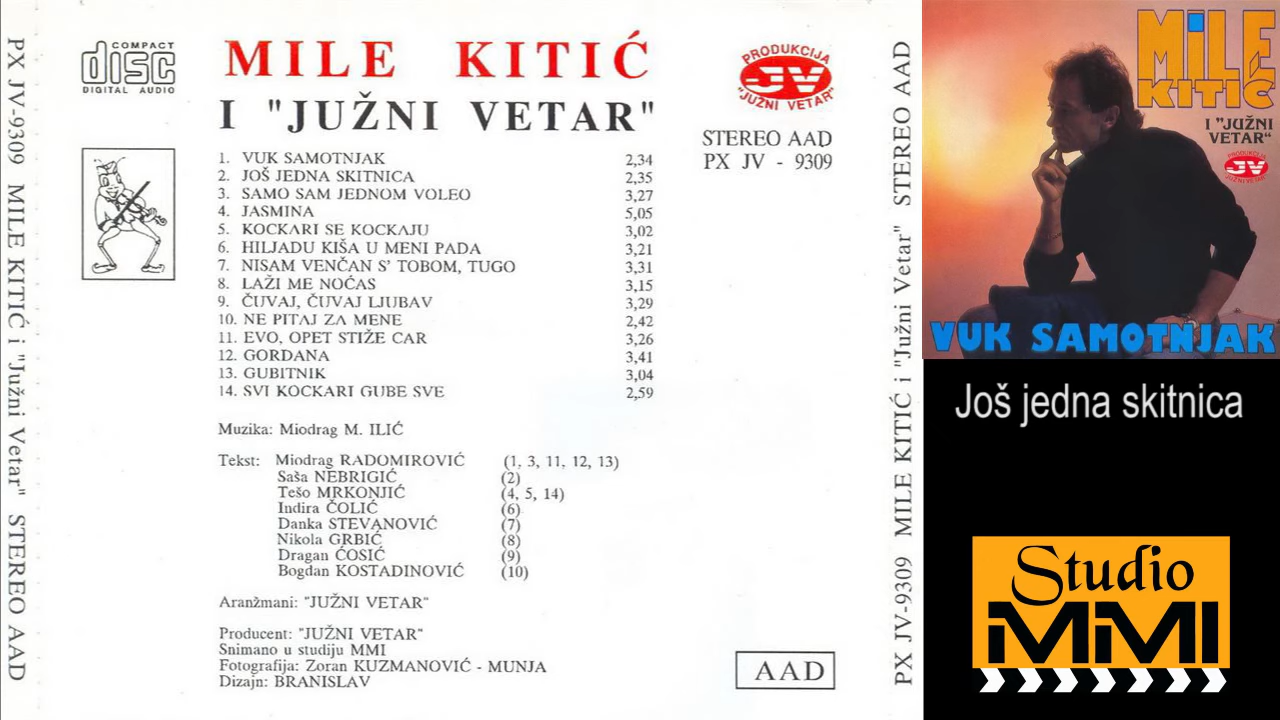 PX JV-9309 MILE KITIĆ i "Južni Vetar" STEREO AAD
COMPACT
disc
DIGITAL AUDIO
MILE KITIĆ
I "JUŽNI VETAR"
PRODUKCIJA
JV
"JUŽNI VETAR"
STEREO AAD
PX JV - 9309
1. VUK SAMOTNJAK 2,34
2. JOŠ JEDNA SKITNICA 2,35
3. SAMO SAM JEDNOM VOLEO 3,27
4. JASMINA 5,05
5. KOCKARI SE KOCKAJU 3,02
6. HILJADU KIŠA U MENI PADA 3,21
7. NISAM VENČAN S' TOBOM, TUGO 3,31
8. LAŽI ME NOĆAS 3,15
9. ČUVAJ, ČUVAJ LJUBAV 3,29
10. NE PITAJ ZA MENE 2,42
11. EVO, OPET STIŽE CAR 3,26
12. GORDANA 3,41
13. GUBITNIK 3,04
14. SVI KOCKARI GUBE SVE 2,59
Muzika: Miodrag M. ILIĆ
Tekst: Miodrag RADOMIROVIĆ (1, 3, 11, 12, 13)
Saša NEBRIGIĆ (2)
Tešo MRKONJIĆ (4, 5, 14)
Indira ČOLIĆ (6)
Danka STEVANOVIĆ (7)
Nikola GRBIĆ (8)
Dragan ĆOSIĆ (9)
Bogdan KOSTADINOVIĆ (10)
Aranžmani: "JUŽNI VETAR"
Producent: "JUŽNI VETAR"
Snimano u studiju MMI
Fotografija: Zoran KUZMANOVIĆ - MUNJA
Dizajn: BRANISLAV
AAD
PX JV-9309 MILE KITIĆ i "Južni Vetar" STEREO AAD
MILE
KITIĆ
I "JUŽNI
VETAR"
PRODUKCIJA
JV
JUŽNI VETAR
VUK SAMOTNJAK
Još jedna skitnica
Studio
MMI